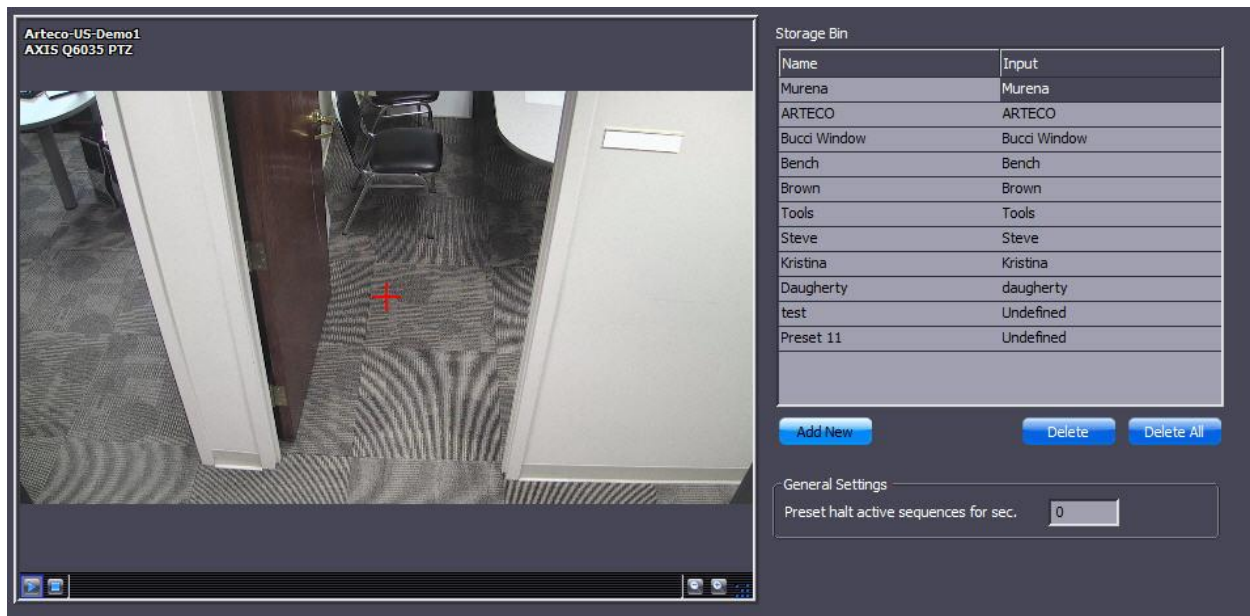 Arteco-US-Demo1
AXIS Q6035 PTZ
Storage Bin
Name Input
Murena Murena
ARTECO ARTECO
Bucci Window Bucci Window
Bench Bench
Brown Brown
Tools Tools
Steve Steve
Kristina Kristina
Daugherty daugherty
test Undefined
Preset 11 Undefined
Add New Delete Delete All
General Settings
Preset halt active sequences for sec. 0